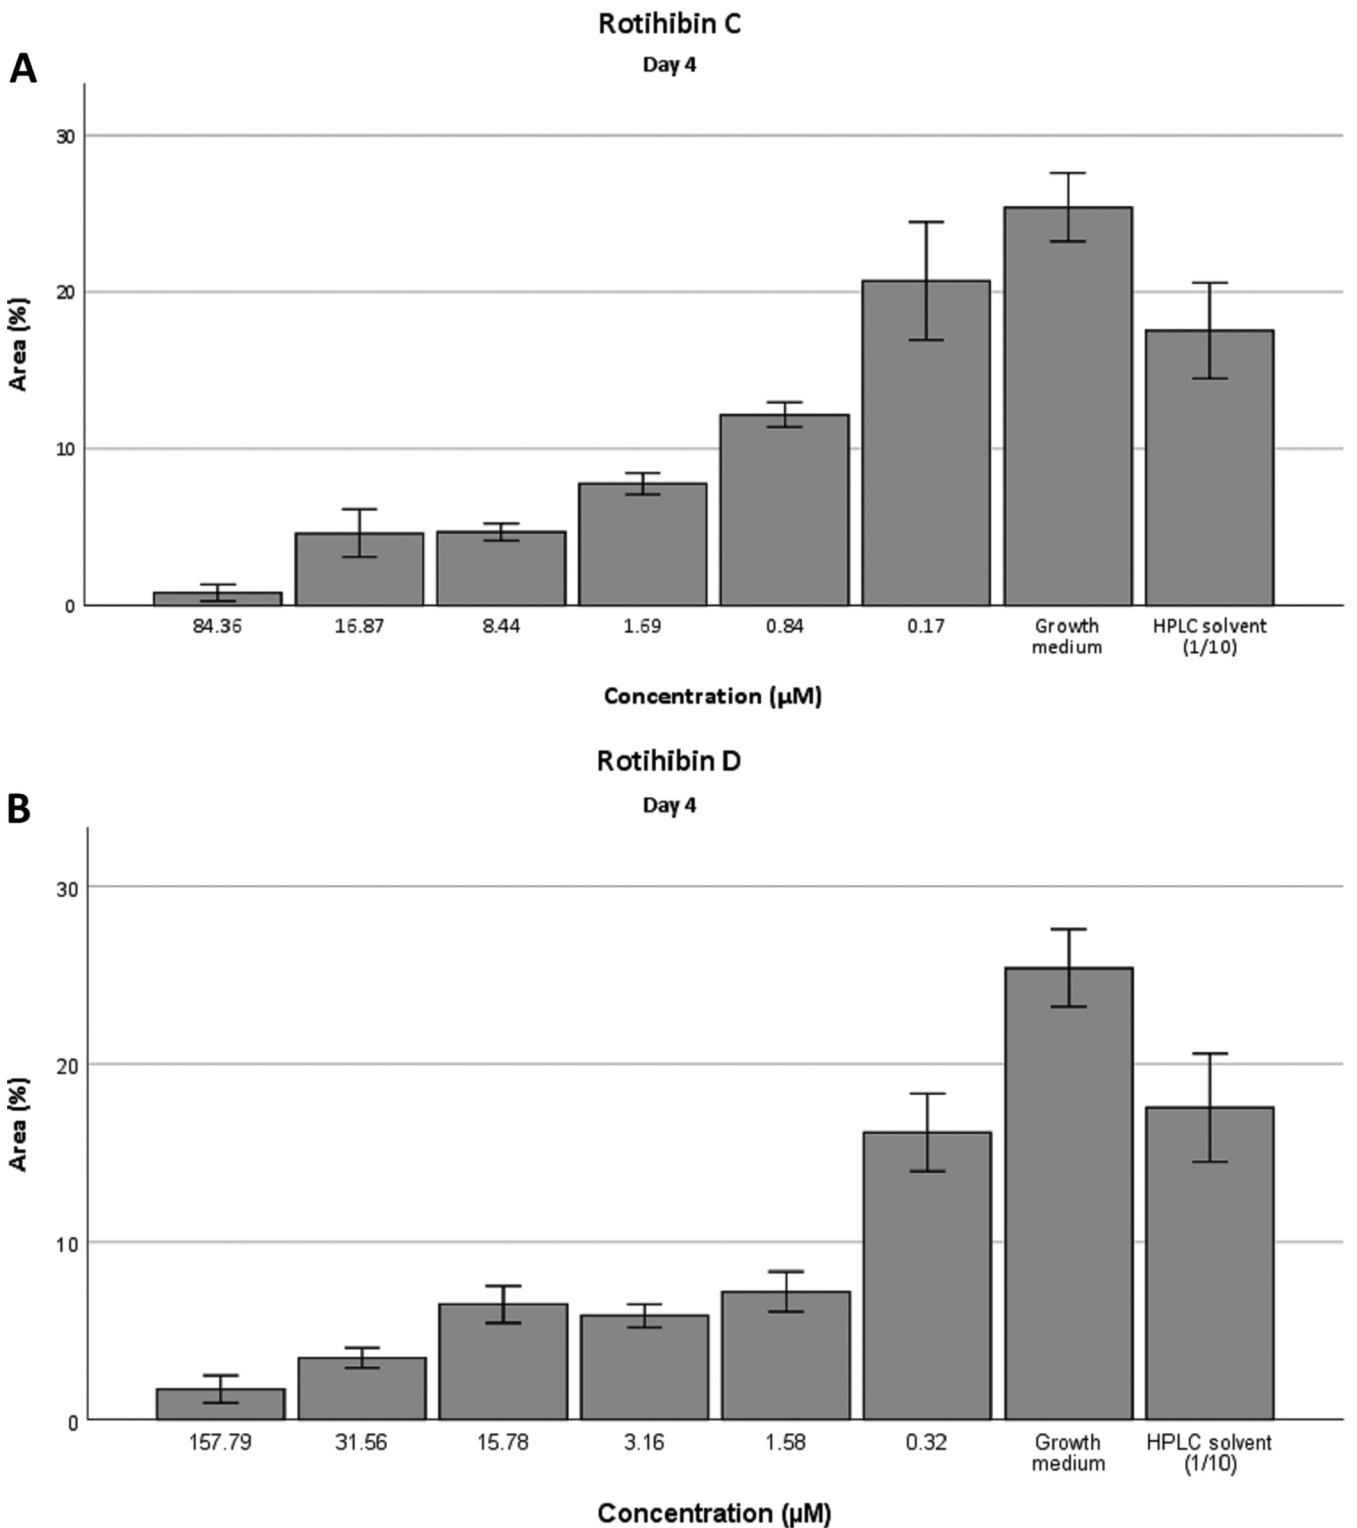 Rotihibin C
A
Day 4
30
20
10
0
Area (%)
84.36 16.87 8.44 1.69 0.84 0.17 Growth medium HPLC solvent (1/10)
Concentration (µM)
Rotihibin D
B
Day 4
30
20
10
0
Area (%)
157.79 31.56 15.78 3.16 1.58 0.32 Growth medium HPLC solvent (1/10)
Concentration (µM)